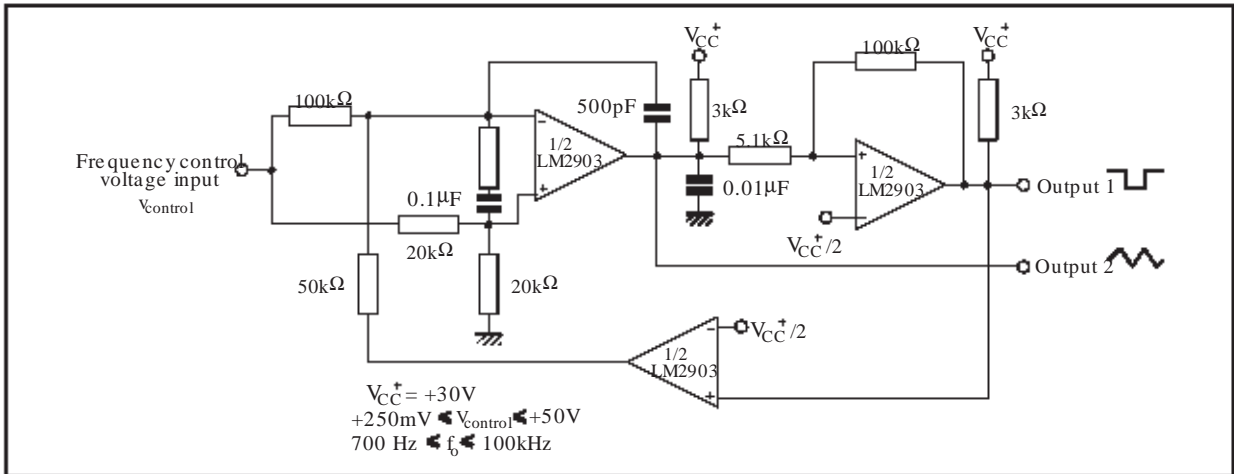 V_CC^+
V_CC^+
100kΩ
100kΩ
500pF
3kΩ
3kΩ
5.1kΩ
1/2
LM2903
Frequency control
voltage input
V_control
0.1µF
1/2
LM2903
0.01µF
Output 1
20kΩ
V_CC^+/2
Output 2
50kΩ
20kΩ
V_CC^+/2
1/2
LM2903
V_CC^+ = +30V
+250mV ≤ V_control ≤ +50V
700 Hz ≤ f_o ≤ 100kHz